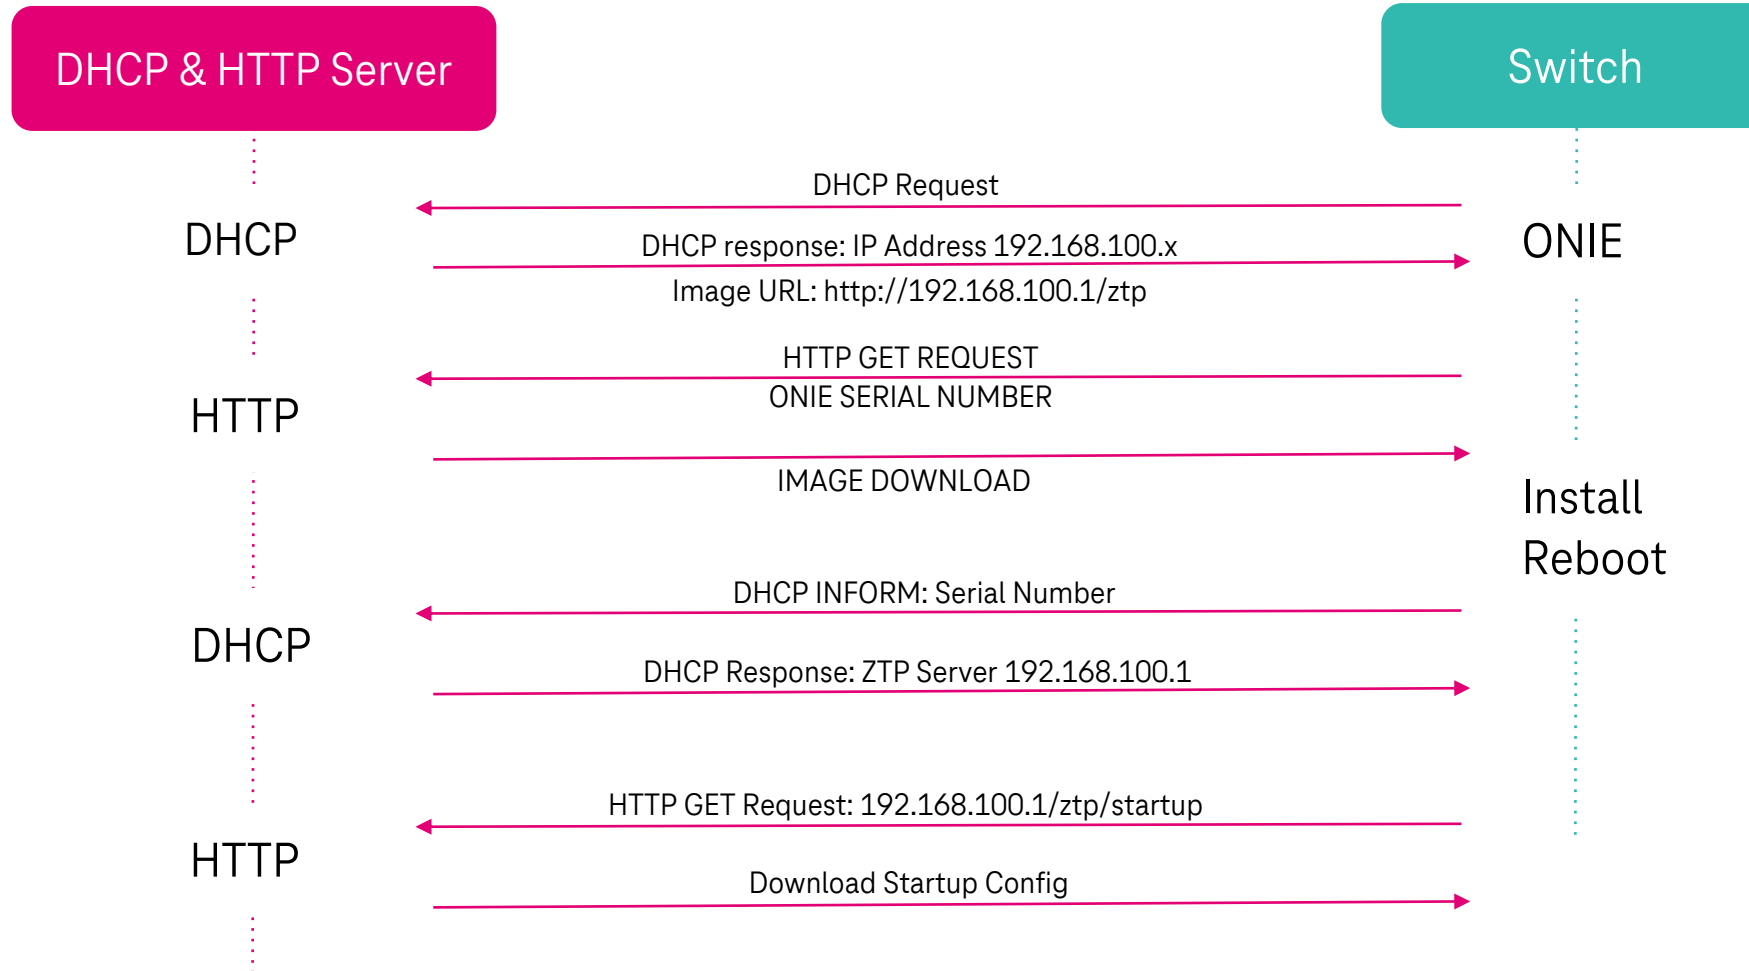 DHCP & HTTP Server
Switch
DHCP Request
DHCP
ONIE
DHCP response: IP Address 192.168.100.x
Image URL: http://192.168.100.1/ztp
HTTP GET REQUEST
ONIE SERIAL NUMBER
HTTP
IMAGE DOWNLOAD
Install
Reboot
DHCP INFORM: Serial Number
DHCP
DHCP Response: ZTP Server 192.168.100.1
HTTP GET Request: 192.168.100.1/ztp/startup
HTTP
Download Startup Config